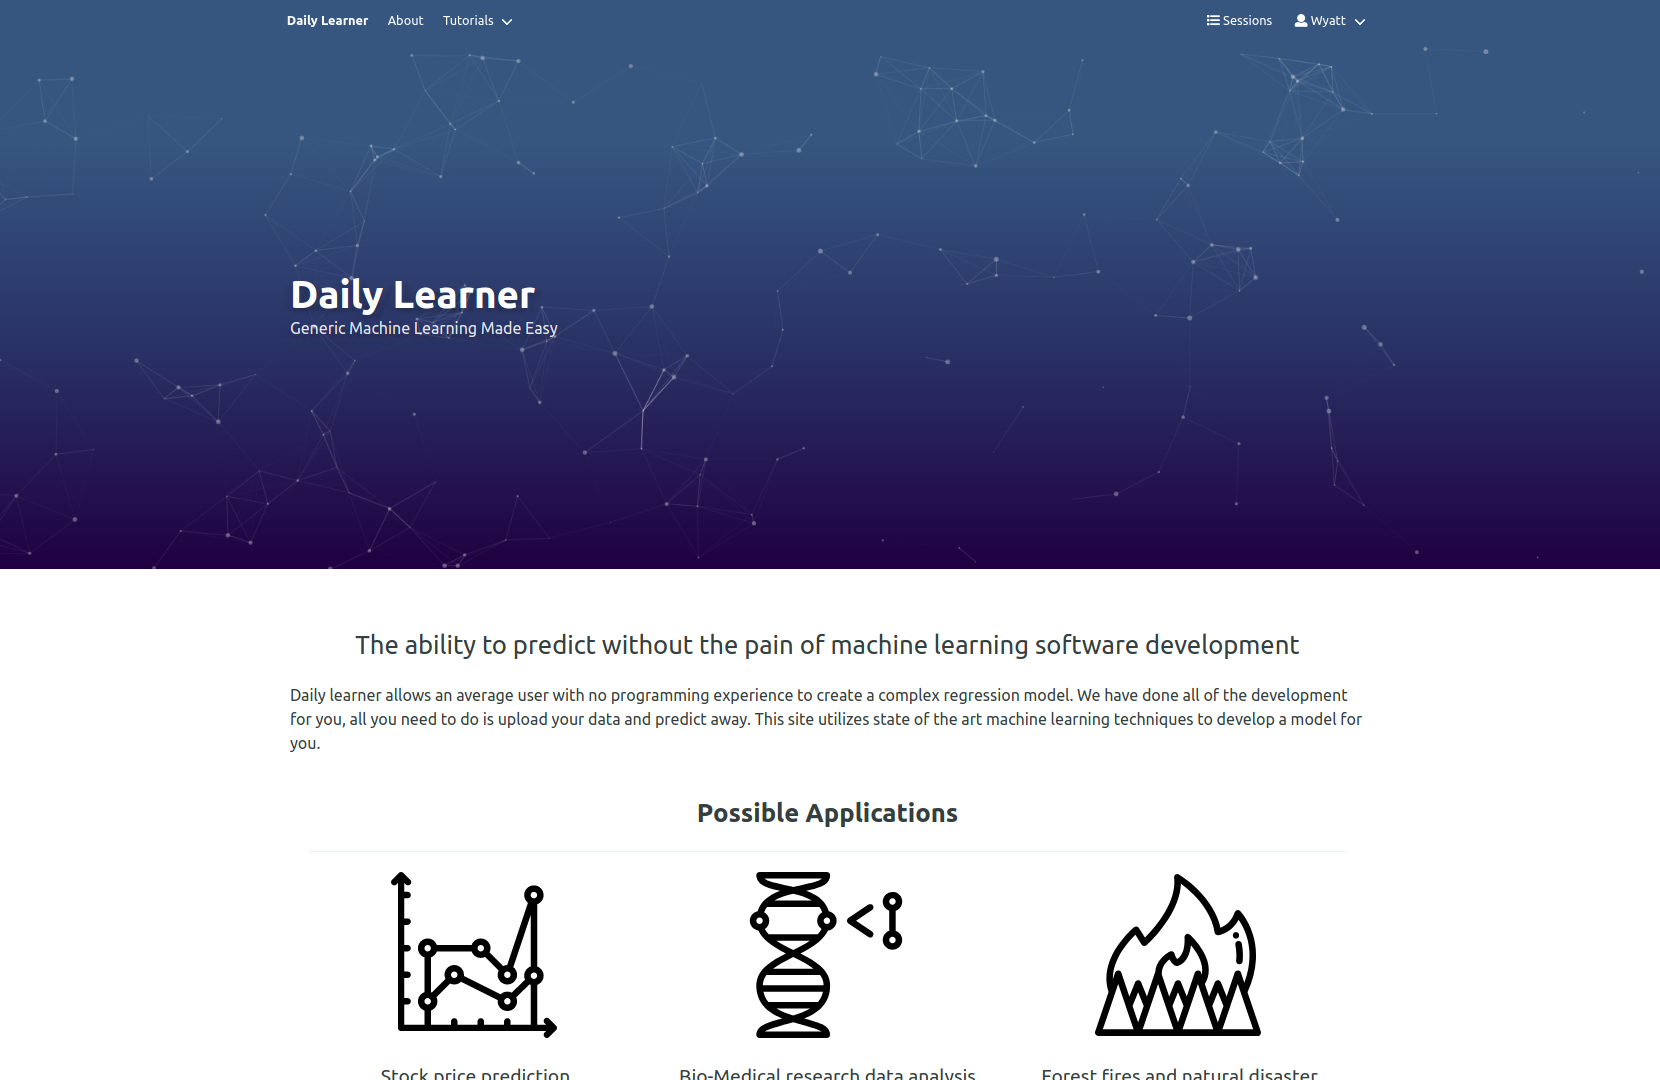 Daily Learner About Tutorials Sessions Wyatt
Daily Learner
Generic Machine Learning Made Easy
The ability to predict without the pain of machine learning software development
Daily learner allows an average user with no programming experience to create a complex regression model. We have done all of the development
for you, all you need to do is upload your data and predict away. This site utilizes state of the art machine learning techniques to develop a model for
you.
Possible Applications
Stock price prediction Bio-Medical research data analysis Forest fires and natural disaster